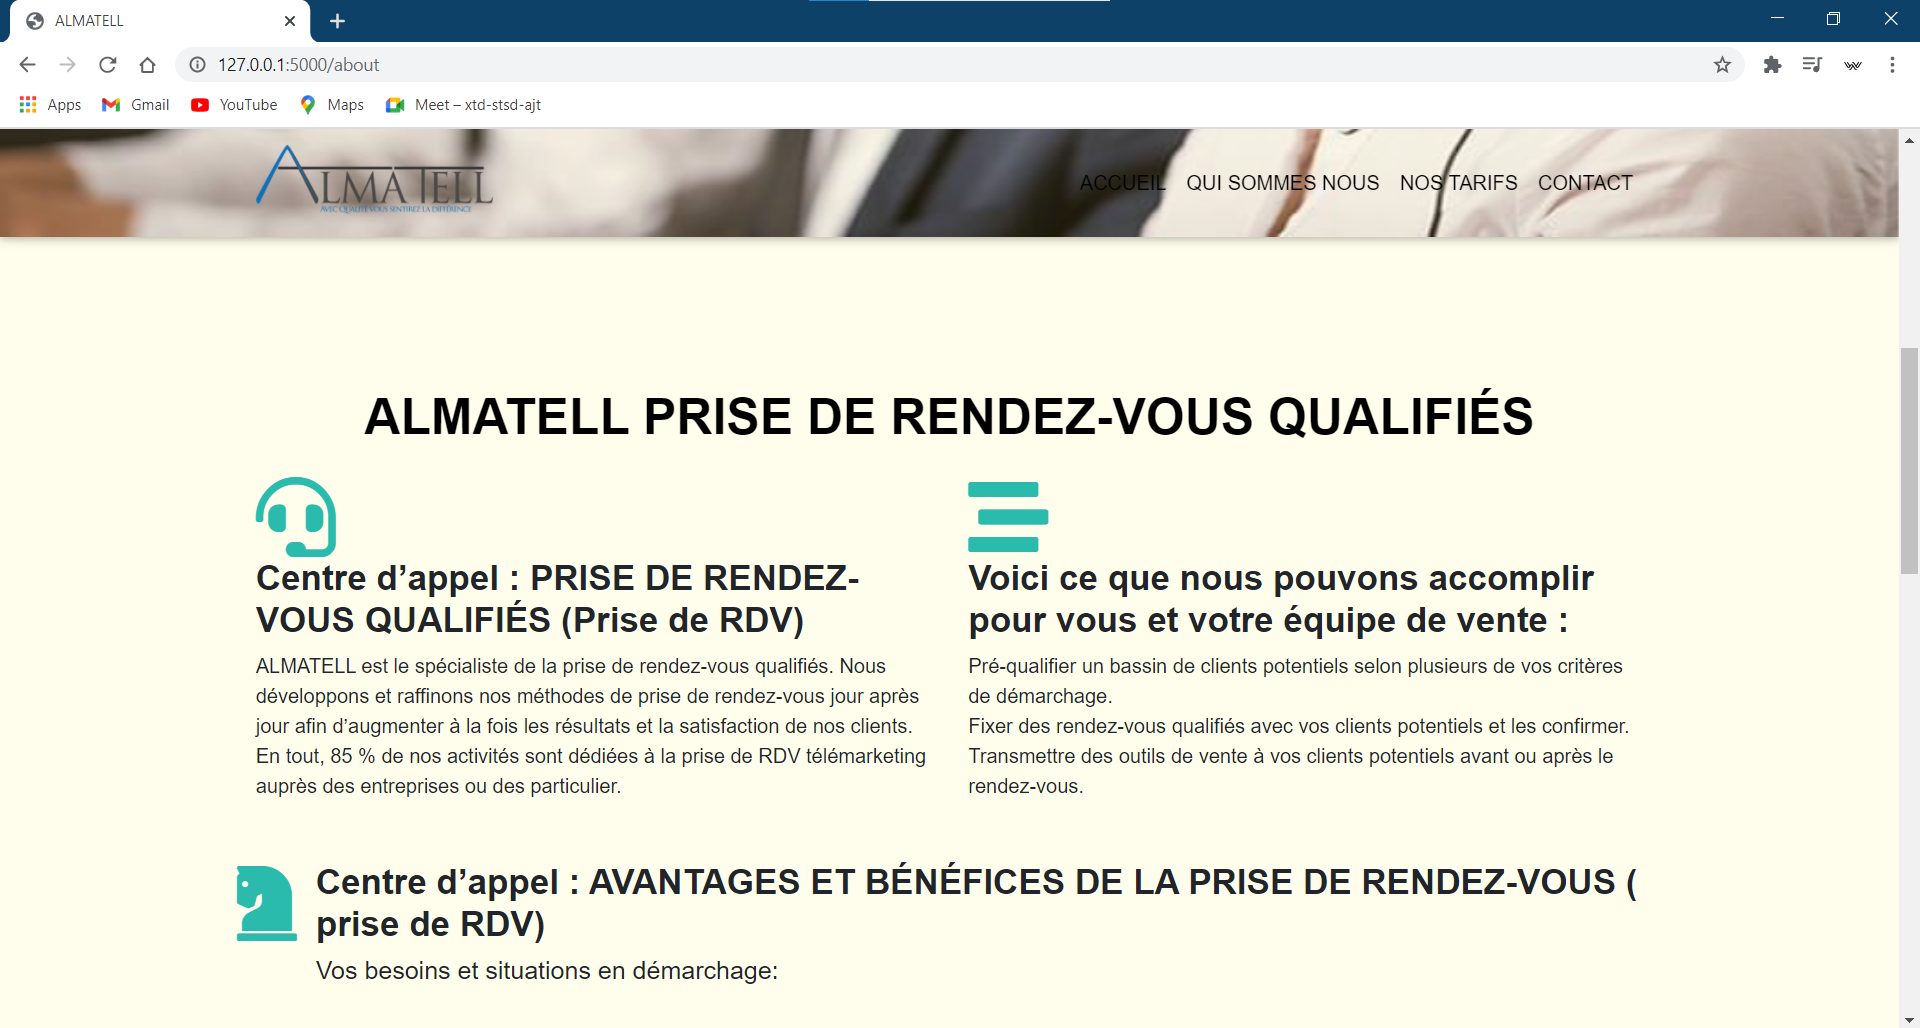 ALMATELL
127.0.0.1:5000/about
Apps Gmail YouTube Maps Meet – xtd-stsd-ajt
ALMATELL
AVEC QUALITÉ VOUS SENTIREZ LA DIFFÉRENCE
ACCUEIL QUI SOMMES NOUS NOS TARIFS CONTACT
ALMATELL PRISE DE RENDEZ-VOUS QUALIFIÉS
Centre d’appel : PRISE DE RENDEZ-
VOUS QUALIFIÉS (Prise de RDV)
ALMATELL est le spécialiste de la prise de rendez-vous qualifiés. Nous
développons et raffinons nos méthodes de prise de rendez-vous jour après
jour afin d’augmenter à la fois les résultats et la satisfaction de nos clients.
En tout, 85 % de nos activités sont dédiées à la prise de RDV télémarketing
auprès des entreprises ou des particulier.
Voici ce que nous pouvons accomplir
pour vous et votre équipe de vente :
Pré-qualifier un bassin de clients potentiels selon plusieurs de vos critères
de démarchage.
Fixer des rendez-vous qualifiés avec vos clients potentiels et les confirmer.
Transmettre des outils de vente à vos clients potentiels avant ou après le
rendez-vous.
Centre d’appel : AVANTAGES ET BÉNÉFICES DE LA PRISE DE RENDEZ-VOUS (
prise de RDV)
Vos besoins et situations en démarchage: